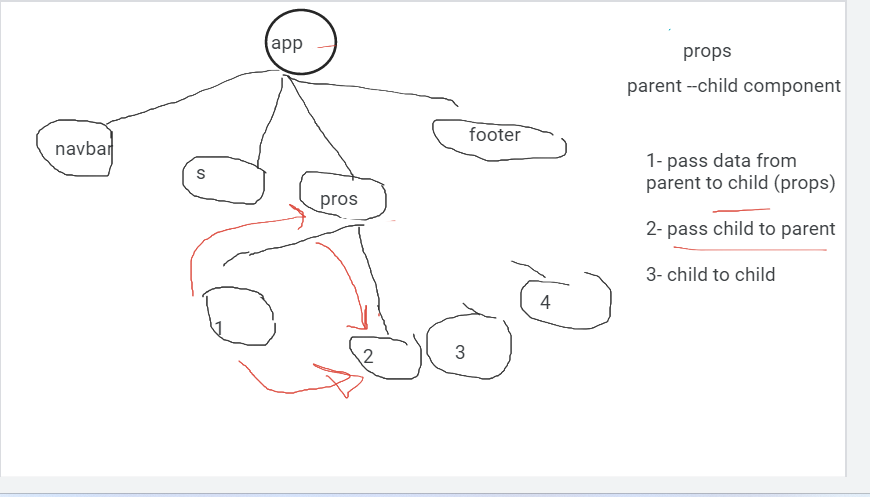 app
navbar
s
pros
footer
1
2
3
4
props
parent --child component
1- pass data from
parent to child (props)
2- pass child to parent
3- child to child